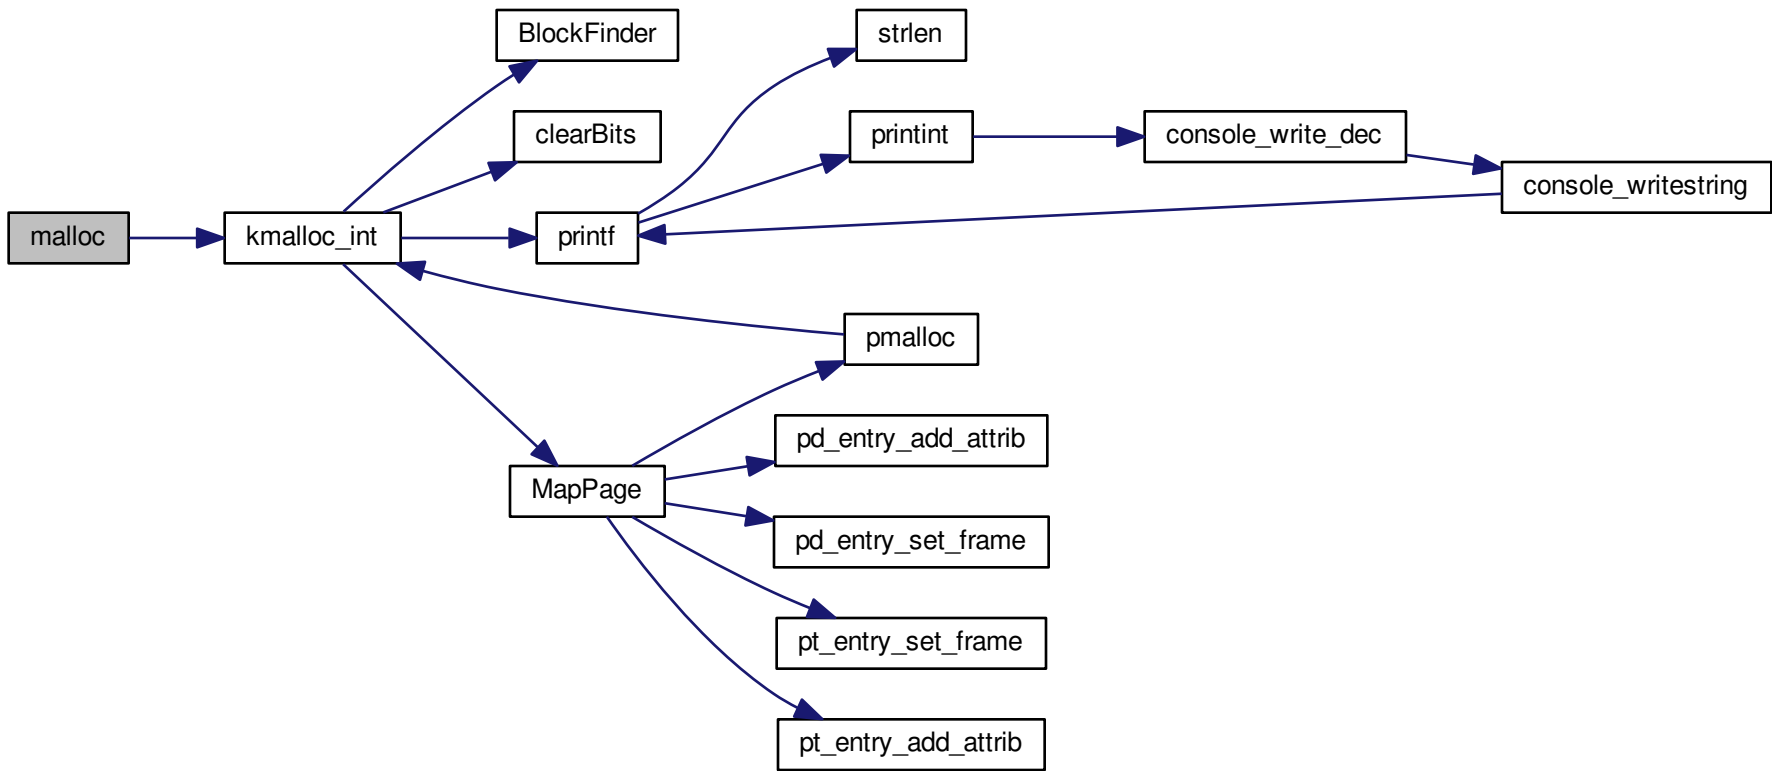 BlockFinder
strlen
clearBits
printint
console_write_dec
console_writestring
malloc
kmalloc_int
printf
pmalloc
pd_entry_add_attrib
MapPage
pd_entry_set_frame
pt_entry_set_frame
pt_entry_add_attrib